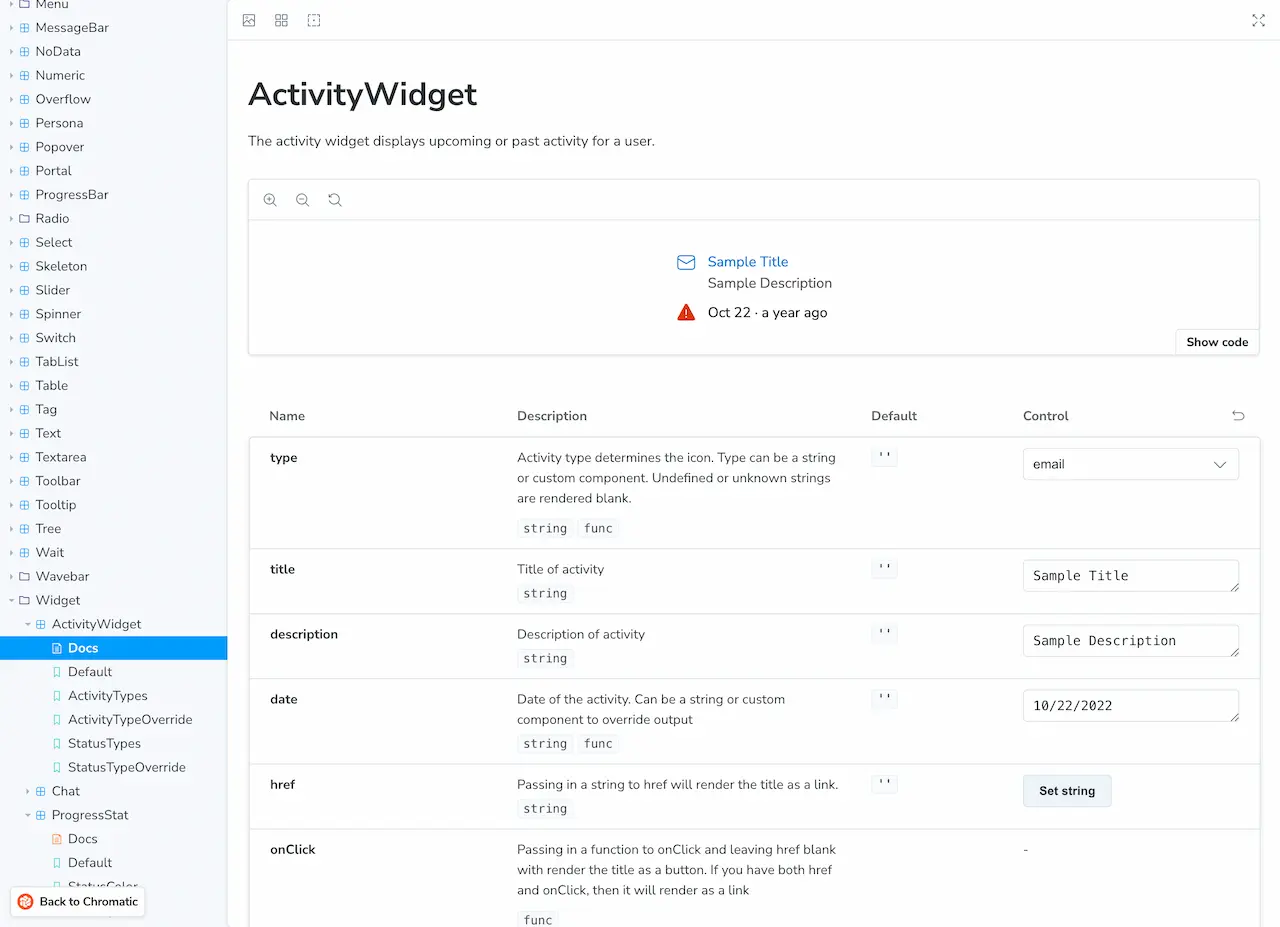 Menu
MessageBar
NoData
Numeric
Overflow
Persona
Popover
Portal
ProgressBar
Radio
Select
Skeleton
Slider
Spinner
Switch
TabList
Table
Tag
Text
Textarea
Toolbar
Tooltip
Tree
Wait
Wavebar
Widget
ActivityWidget
Docs
Default
ActivityTypes
ActivityTypeOverride
StatusTypes
StatusTypeOverride
Chat
ProgressStat
Docs
Default
StatusColor
Back to Chromatic
ActivityWidget
The activity widget displays upcoming or past activity for a user.
Sample Title
Sample Description
Oct 22 · a year ago
Show code
Name Description Default Control
type Activity type determines the icon. Type can be a string '' email
or custom component. Undefined or unknown strings
are rendered blank.
string func
title Title of activity '' Sample Title
string
description Description of activity '' Sample Description
string
date Date of the activity. Can be a string or custom '' 10/22/2022
component to override output
string func
href Passing in a string to href will render the title as a link. '' Set string
string
onClick Passing in a function to onClick and leaving href blank -
with render the title as a button. If you have both href
and onClick, then it will render as a link
func